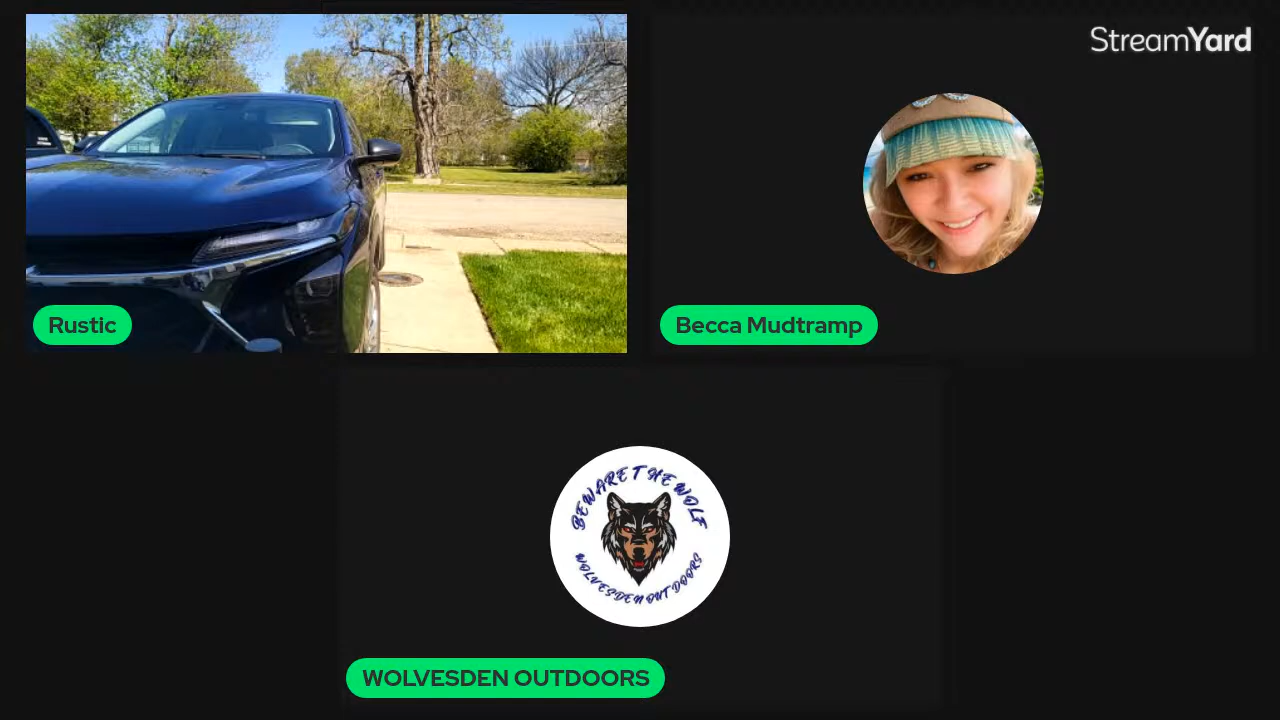 StreamYard
Rustic
Becca Mudtramp
BEWARE THE WOLF
WOLVESDEN OUTDOORS
WOLVESDEN OUTDOORS